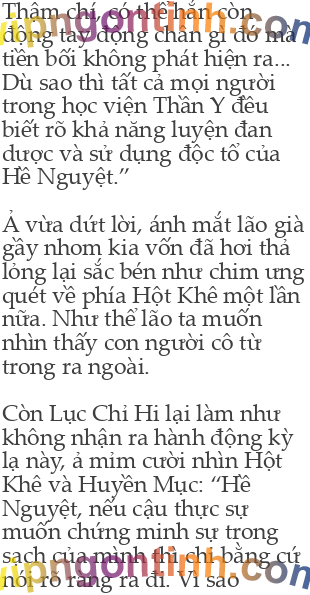 Thậm chí, có thể hắn còn
động tay động chân gì đó mà
tiền bối không phát hiện ra...
Dù sao thì tất cả mọi người
trong học viện Thần Y đều
biết rõ khả năng luyện đan
dược và sử dụng độc tổ của
Hề Nguyệt.”
Ả vừa dứt lời, ánh mắt lão già
gầy nhom kia vốn đã hơi thả
lỏng lại sắc bén như chim ưng
quét về phía Hột Khê một lần
nữa. Như thể lão ta muốn
nhìn thấy con người cô từ
trong ra ngoài.
Còn Lục Chỉ Hi lại làm như
không nhận ra hành động kỳ
lạ này, ả mỉm cười nhìn Hột
Khê và Huyền Mục: “Hề
Nguyệt, nếu cậu thực sự
muốn chứng minh sự trong
sạch của mình thì chỉ bằng cứ
nói rõ ràng ra đi. Vì sao